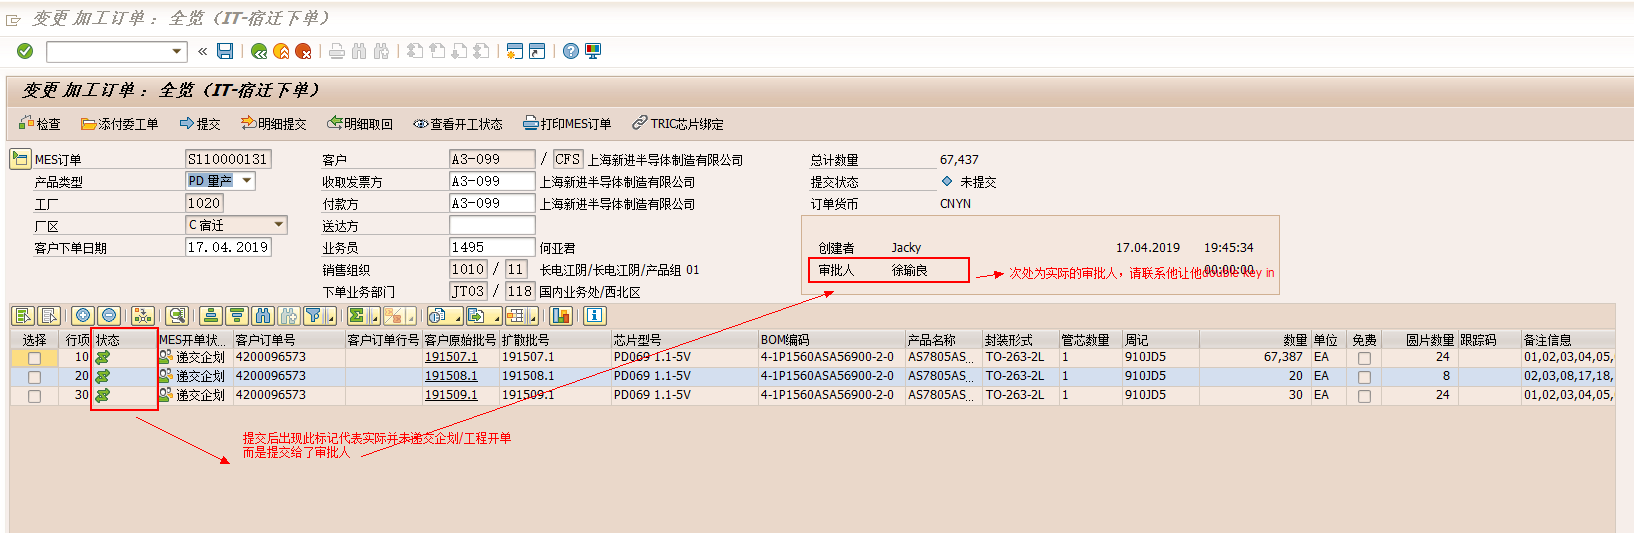 变更 加工订单： 全览（IT-宿迁下单）
变更 加工订单： 全览（IT-宿迁下单）
检查 添付委工单 提交 明细提交 明细取回 查看开工状态 打印MES订单 TRIC芯片绑定
MES订单 S110000131 客户 A3-099 / CFS 上海新进半导体制造有限公司 总计数量 67,437
产品类型 PD 量产 收取发票方 A3-099 上海新进半导体制造有限公司 提交状态 未提交
工厂 1020 付款方 A3-099 上海新进半导体制造有限公司 订单货币 CNYN
厂区 C 宿迁 送达方
客户下单日期 17.04.2019 业务员 1495 何亚君 创建者 Jacky 17.04.2019 19:45:34
销售组织 1010 / 11 长电江阴/长电江阴/产品组 01 审批人 徐瑜良 00:00:00
次处为实际的审批人，请联系他让他double key in
下单业务部门 JT03 / 118 国内业务处/西北区
选择 行项 状态 MES开单状... 客户订单号 客户订单行号 客户原始批号 扩散批号 芯片型号 BOM编码 产品名称 封装形式 管芯数量 周记 数量 单位 免费 圆片数量 跟踪码 备注信息
10 递交企划 4200096573 191507.1 191507.1 PD069 1.1-5V 4-1P1560ASA56900-2-0 AS7805AS... TO-263-2L 1 910JD5 67,387 EA 24 01,02,03,04,05,
20 递交企划 4200096573 191508.1 191508.1 PD069 1.1-5V 4-1P1560ASA56900-2-0 AS7805AS... TO-263-2L 1 910JD5 20 EA 8 02,03,08,17,18,
30 递交企划 4200096573 191509.1 191509.1 PD069 1.1-5V 4-1P1560ASA56900-2-0 AS7805AS... TO-263-2L 1 910JD5 30 EA 24 01,02,03,04,05,
提交后出现此标记代表实际并未递交企划/工程开单
而是提交给了审批人